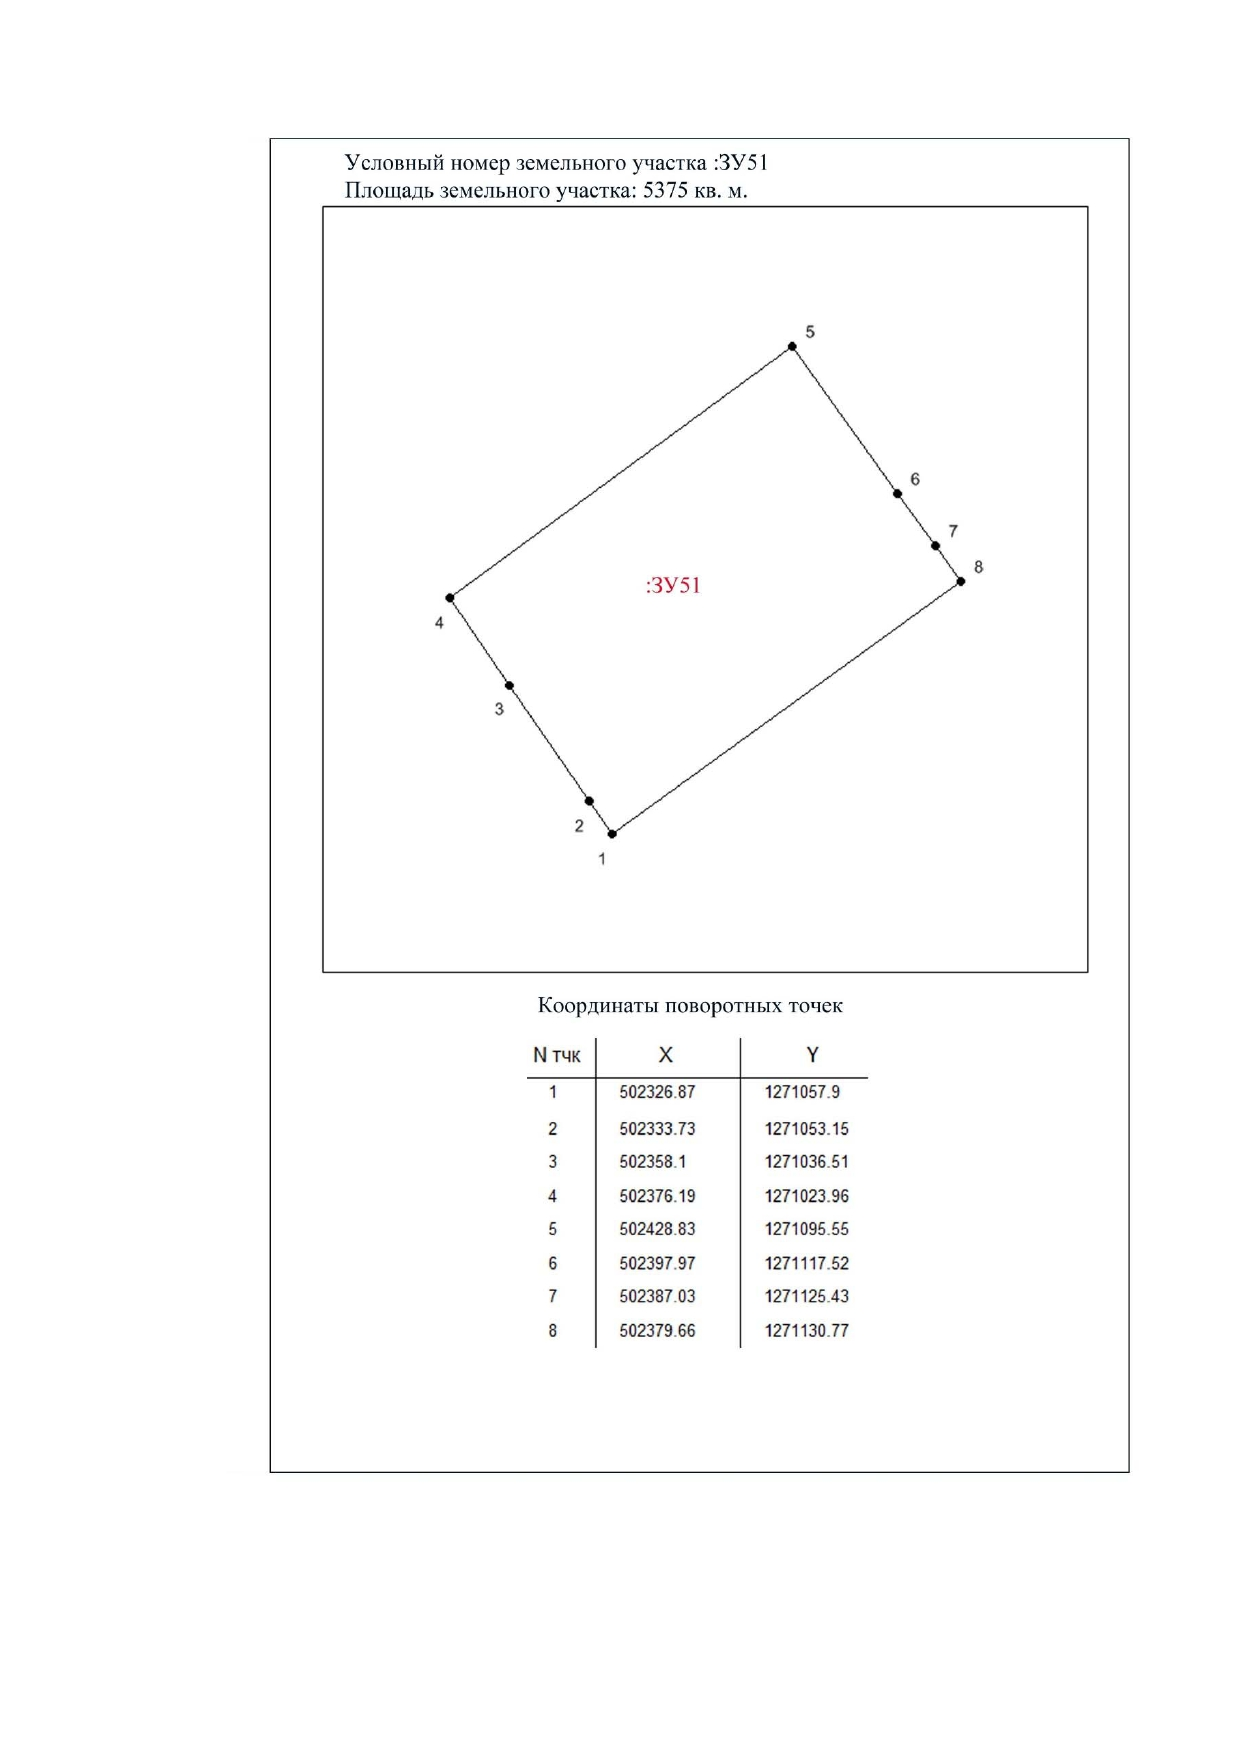 Условный номер земельного участка :ЗУ51
Площадь земельного участка: 5375 кв. м.
5
6
7
8
:ЗУ51
4
3
2
1
Координаты поворотных точек
N тчк X Y
1 502326.87 1271057.9
2 502333.73 1271053.15
3 502358.1 1271036.51
4 502376.19 1271023.96
5 502428.83 1271095.55
6 502397.97 1271117.52
7 502387.03 1271125.43
8 502379.66 1271130.77